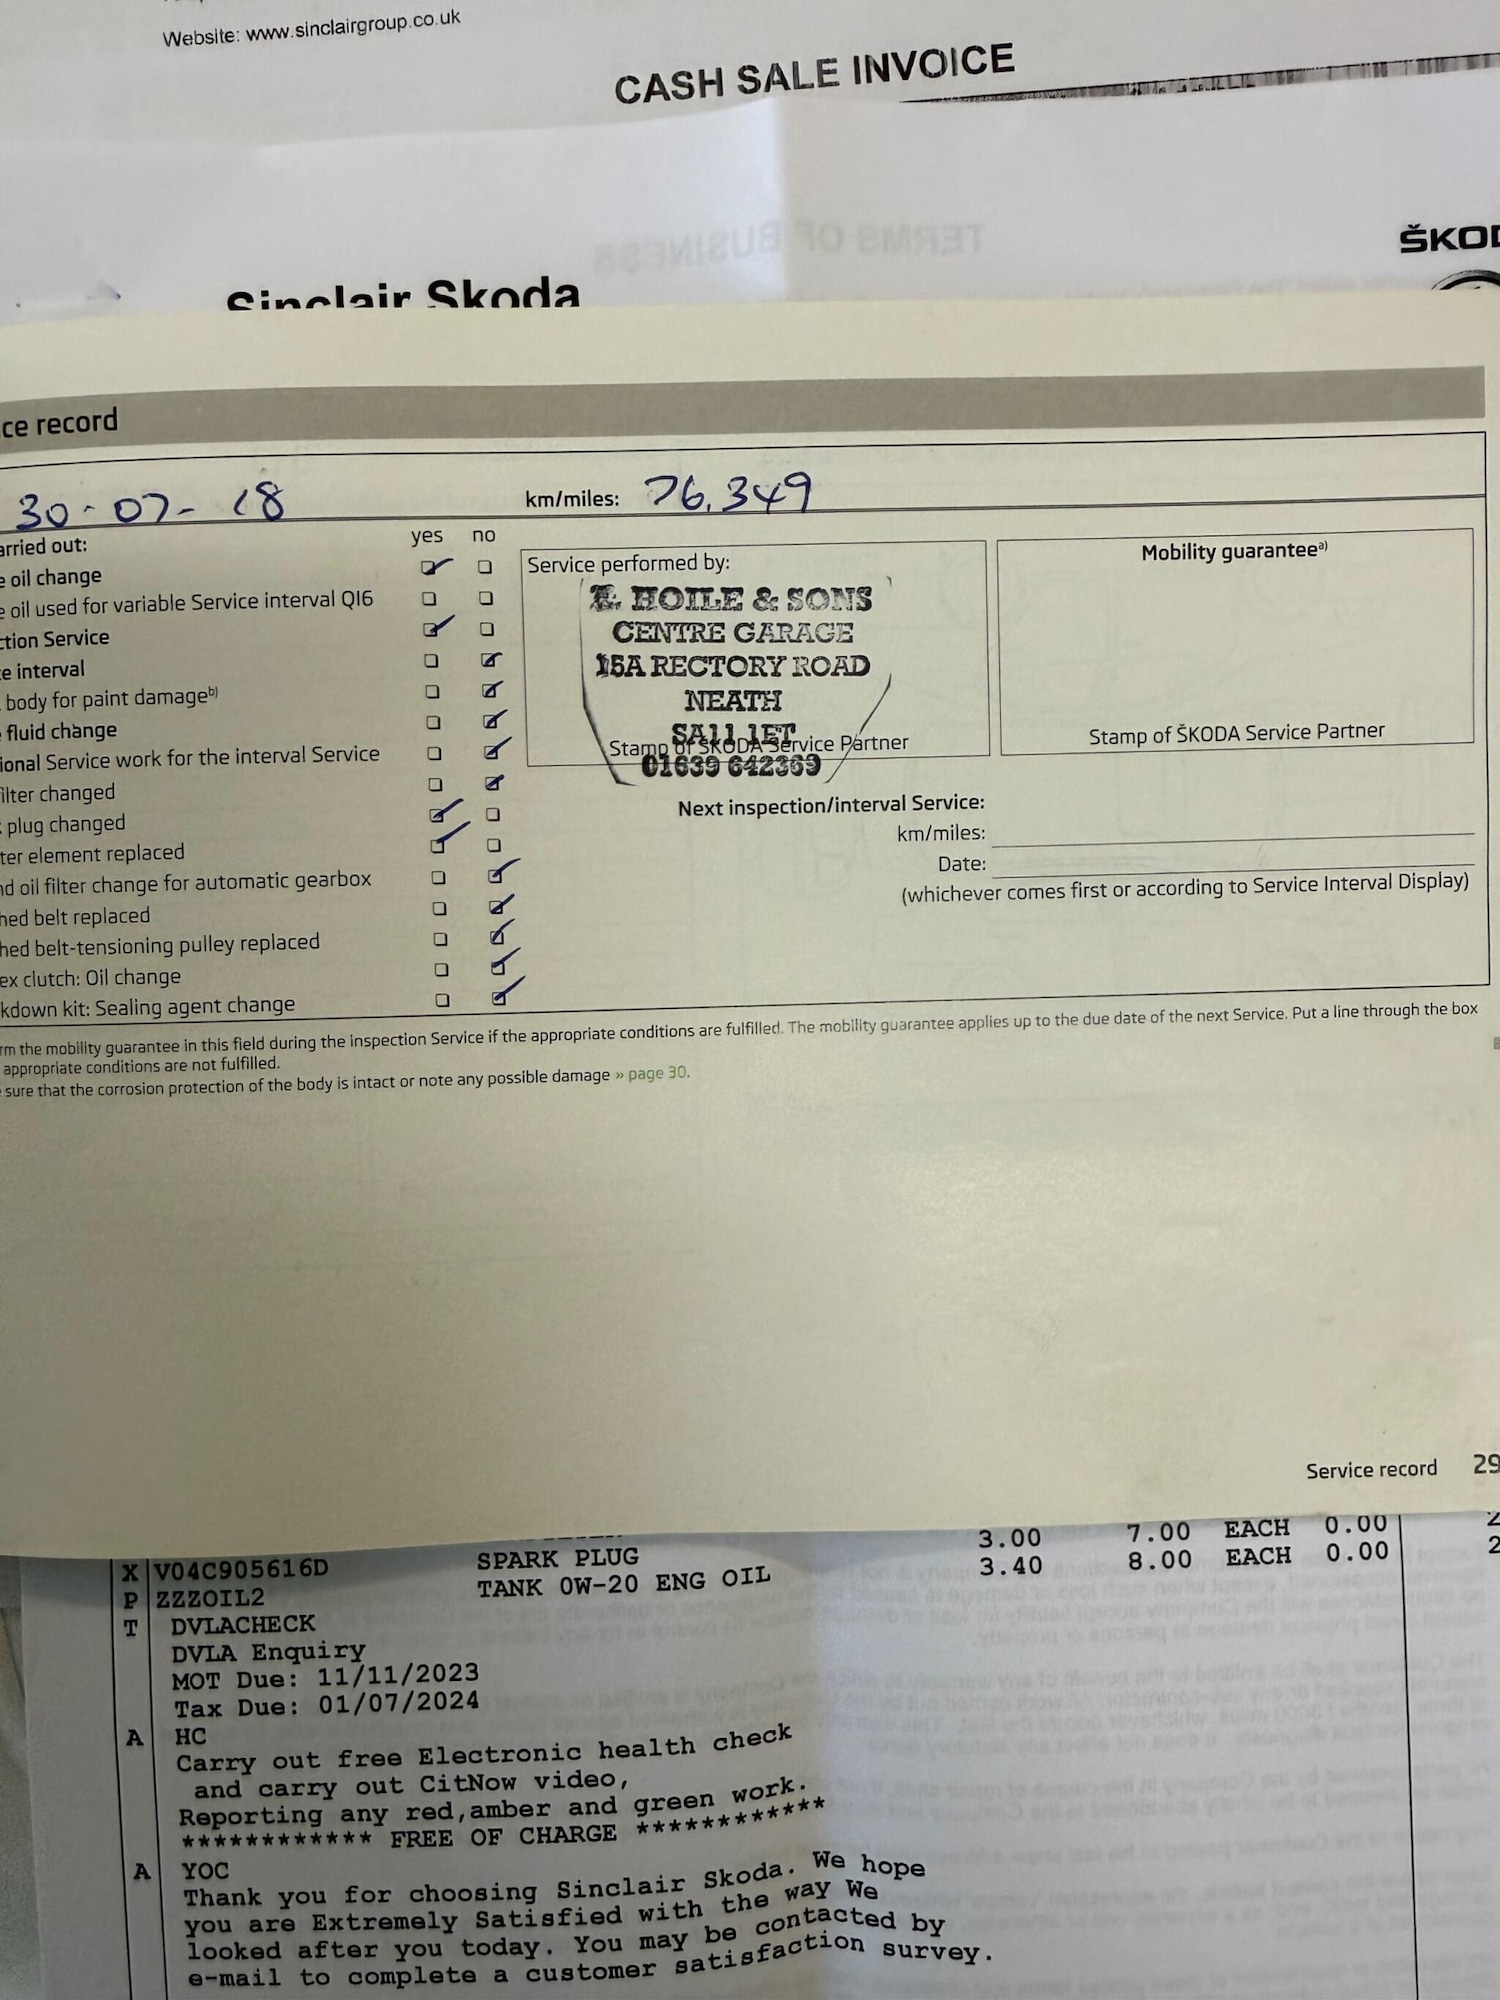 Website: www.sinclairgroup.co.uk
CASH SALE INVOICE
TERMS OF BUSINESS
ŠKOD
Sinclair Skoda
ce record
30-07-18
km/miles: 76,349
arried out:
yes no
e oil change
e oil used for variable Service interval QI6
ction Service
e interval
body for paint damage b)
fluid change
ional Service work for the interval Service
ilter changed
plug changed
ter element replaced
nd oil filter change for automatic gearbox
hed belt replaced
hed belt-tensioning pulley replaced
ex clutch: Oil change
kdown kit: Sealing agent change
Service performed by:
HOILE & SONS
CENTRE GARAGE
15A RECTORY ROAD
NEATH
SA11 1ET
Stamp of ŠKODA Service Partner
01639 642369
Mobility guarantee a)
Stamp of ŠKODA Service Partner
Next inspection/interval Service:
km/miles:
Date:
(whichever comes first or according to Service Interval Display)
rm the mobility guarantee in this field during the inspection Service if the appropriate conditions are fulfilled. The mobility guarantee applies up to the due date of the next Service. Put a line through the box
appropriate conditions are not fulfilled.
sure that the corrosion protection of the body is intact or note any possible damage » page 30.
Service record 29
X V04C905616D SPARK PLUG 3.00 7.00 EACH 0.00 2
P ZZZOIL2 TANK 0W-20 ENG OIL 3.40 8.00 EACH 0.00 2
T DVLACHECK
DVLA Enquiry
MOT Due: 11/11/2023
Tax Due: 01/07/2024
A HC
Carry out free Electronic health check
and carry out CitNow video,
Reporting any red,amber and green work.
************ FREE OF CHARGE ************
A YOC
Thank you for choosing Sinclair Skoda. We hope
you are Extremely Satisfied with the way We
looked after you today. You may be contacted by
e-mail to complete a customer satisfaction survey.